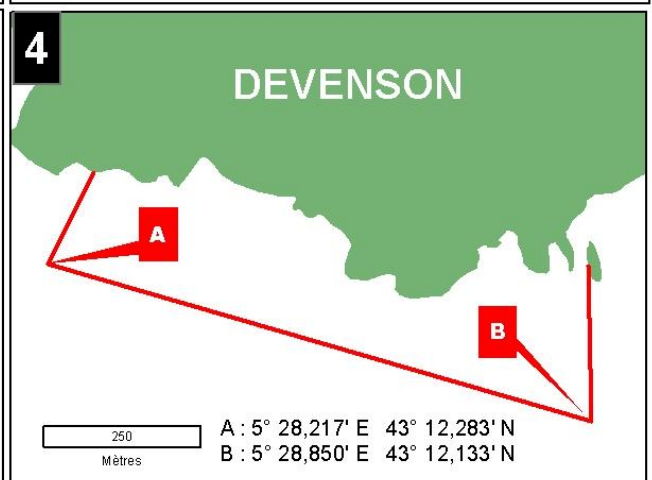 4
DEVENSON
A
B
250
Mètres
A : 5° 28,217' E 43° 12,283' N
B : 5° 28,850' E 43° 12,133' N